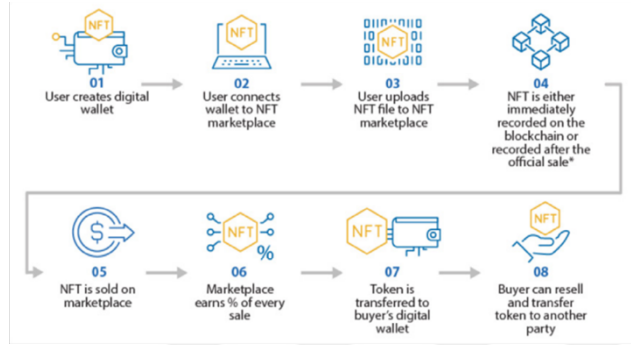 NFT
NFT
NFT
01
02
03
04
User creates digital
wallet
User connects
wallet to NFT
marketplace
User uploads
NFT file to NFT
marketplace
NFT is either
immediately
recorded on the
blockchain or
recorded after the
official sale*
$
NFT
%
NFT
NFT
05
06
07
08
NFT is sold on
marketplace
Marketplace
earns % of every
sale
Token is
transferred to
buyer's digital
wallet
Buyer can resell
and transfer
token to another
party